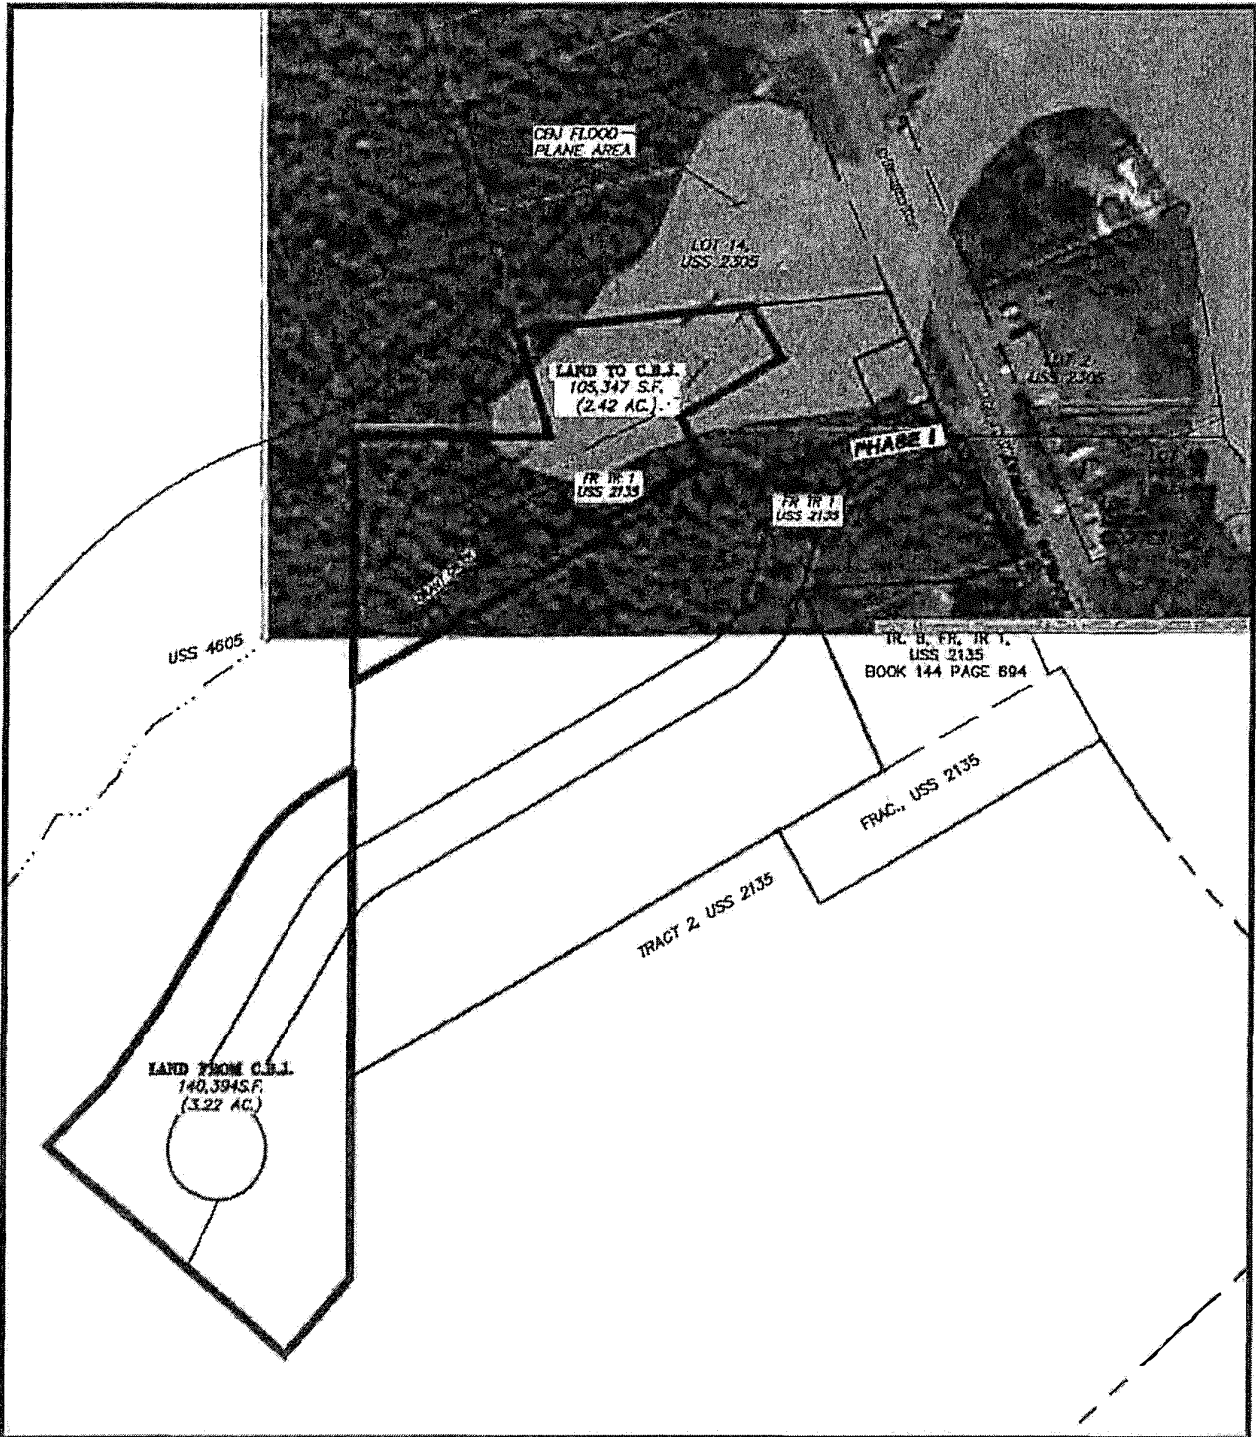 CBJ FLOOD
PLANE AREA
LOT 14,
USS 2305
LAND TO C.B.J.
105,347 S.F.
(2.42 AC.)
LOT 2,
USS 2305
PHASE I
FR TR 1
USS 2135
FR TR 1
USS 2135
USS 4605
TR. B, FR. TR 1,
USS 2135
BOOK 144 PAGE 694
FRAC., USS 2135
TRACT 2, USS 2135
LAND FROM C.B.J.
140,394S.F.
(3.22 AC.)